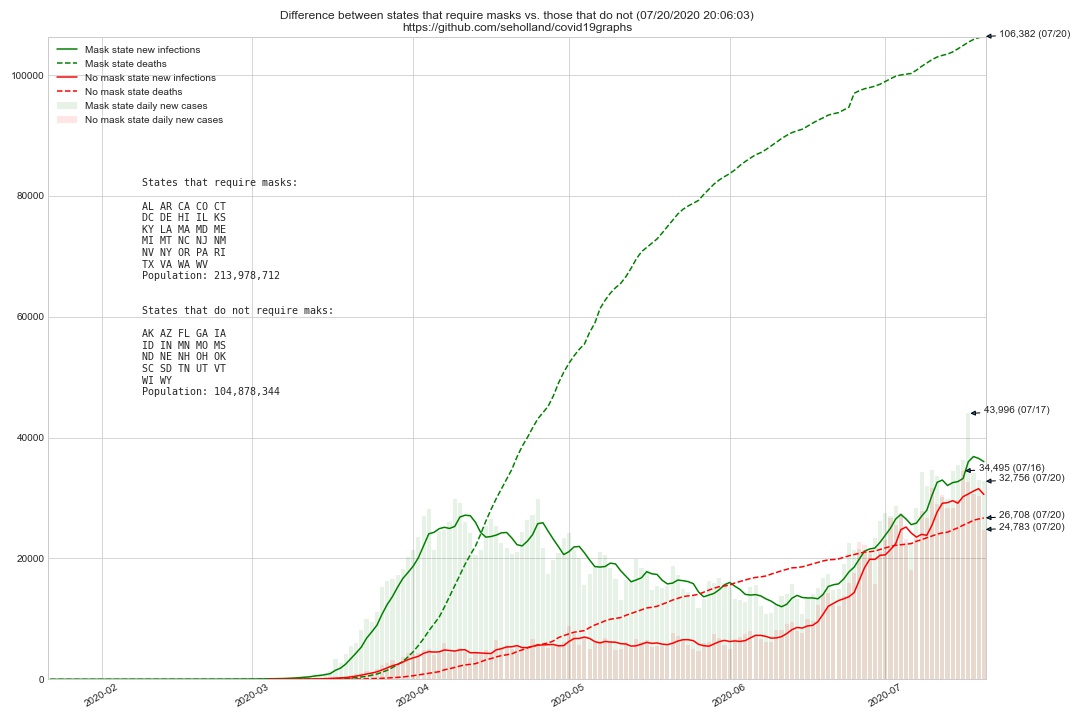 Difference between states that require masks vs. those that do not (07/20/2020 20:06:03)
https://github.com/seholland/covid19graphs
Mask state new infections
Mask state deaths
No mask state new infections
No mask state deaths
Mask state daily new cases
No mask state daily new cases
States that require masks:
AL AR CA CO CT
DC DE HI IL KS
KY LA MA MD ME
MI MT NC NJ NM
NV NY OR PA RI
TX VA WA WV
Population: 213,978,712
States that do not require maks:
AK AZ FL GA IA
ID IN MN MO MS
ND NE NH OH OK
SC SD TN UT VT
WI WY
Population: 104,878,344
100000
80000
60000
40000
20000
0
106,382 (07/20)
43,996 (07/17)
34,495 (07/16)
32,756 (07/20)
26,708 (07/20)
24,783 (07/20)
2020-02
2020-03
2020-04
2020-05
2020-06
2020-07